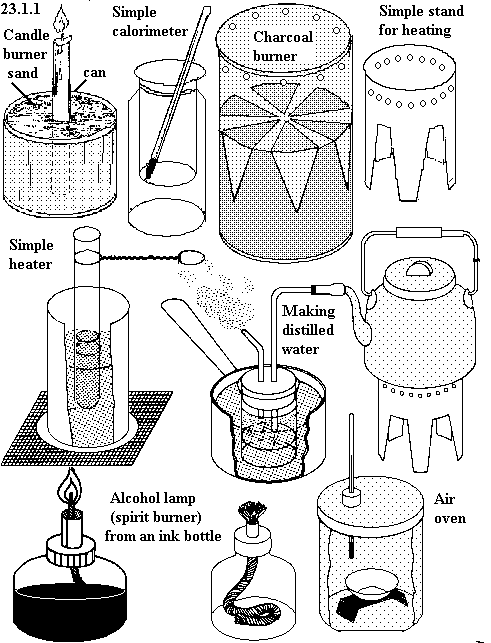 23.1.1
Candle
burner
sand
can
Simple
calorimeter
Charcoal
burner
Simple stand
for heating
Simple
heater
Making
distilled
water
Alcohol lamp
(spirit burner)
from an ink bottle
Air
oven